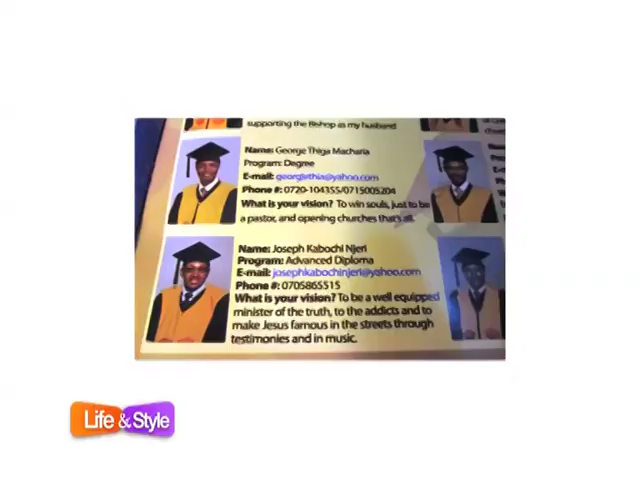 supporting the Bishop as my husband
Name: George Thiga Macharia
Program: Degree
E-mail: georgisthia@yahoo.com
Phone #: 0720-104355/0715005204
What is your vision? To win souls, just to be
a pastor, and opening churches that's all.
Name: Joseph Kabochi Njeri
Program: Advanced Diploma
E-mail: josephkabochinjeri@yahoo.com
Phone #: 0705865515
What is your vision? To be a well equipped
minister of the truth, to the addicts and to
make Jesus famous in the streets through
testimonies and in music.
Life & Style